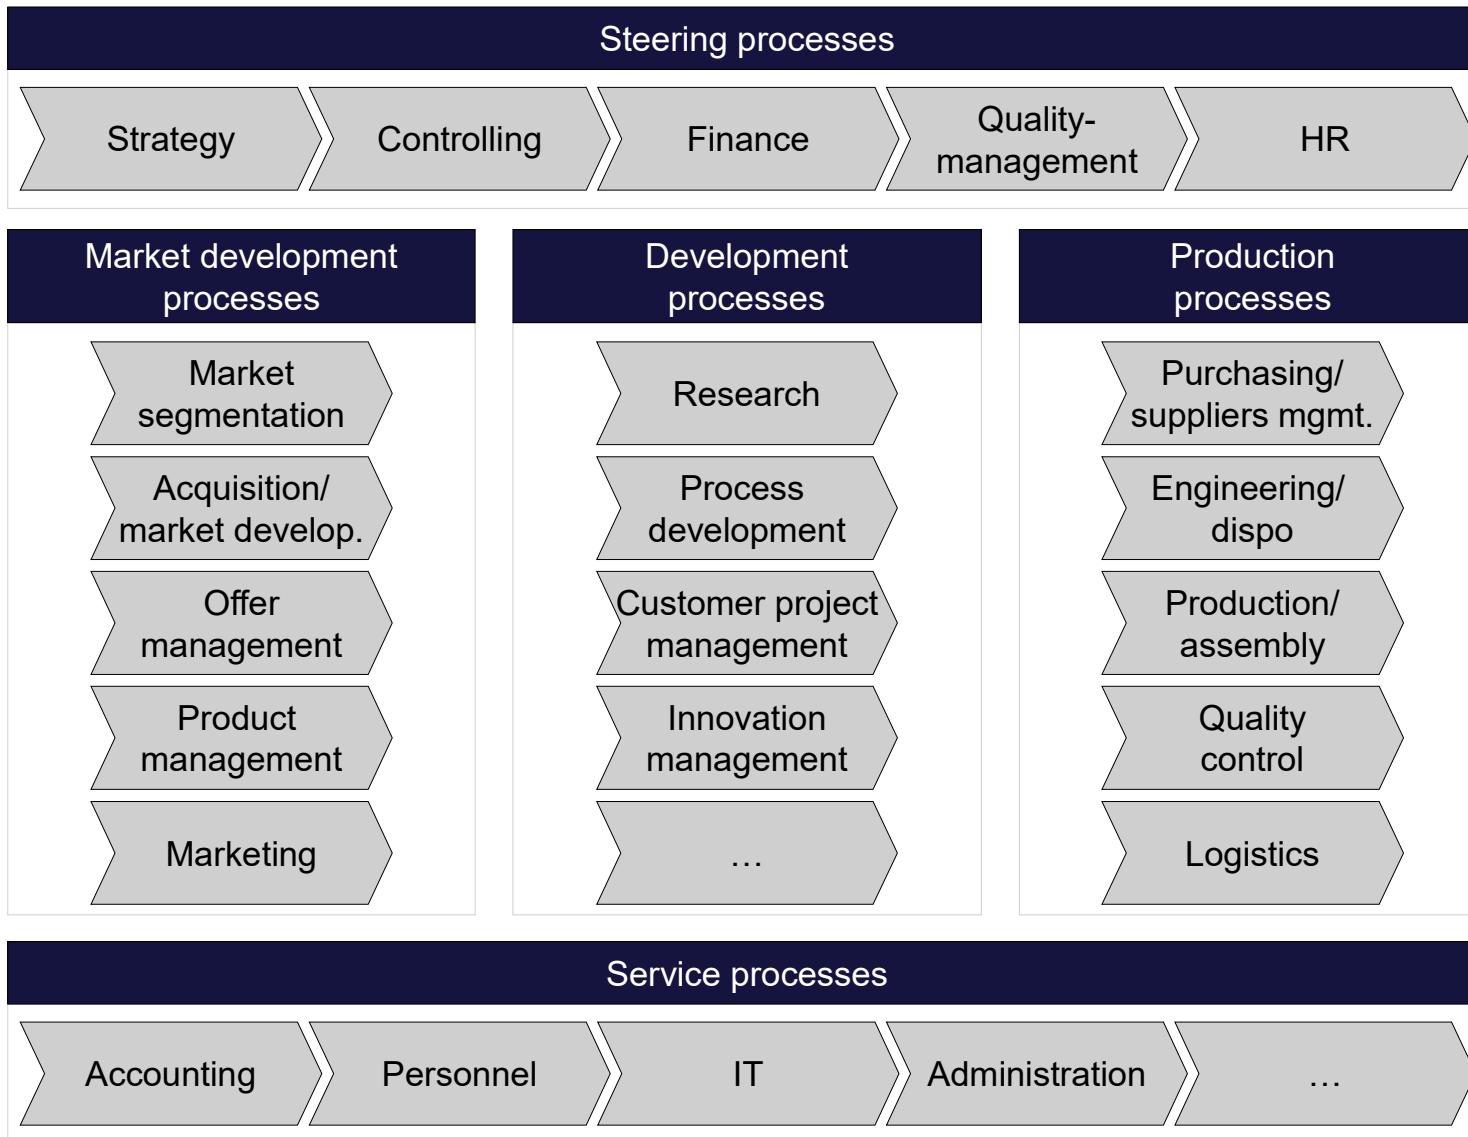 Steering processes
Strategy
Controlling
Finance
Quality-
management
HR
Market development
processes
Market
segmentation
Acquisition/
market develop.
Offer
management
Product
management
Marketing
Development
processes
Research
Process
development
Customer project
management
Innovation
management
…
Production
processes
Purchasing/
suppliers mgmt.
Engineering/
dispo
Production/
assembly
Quality
control
Logistics
Service processes
Accounting
Personnel
IT
Administration
…